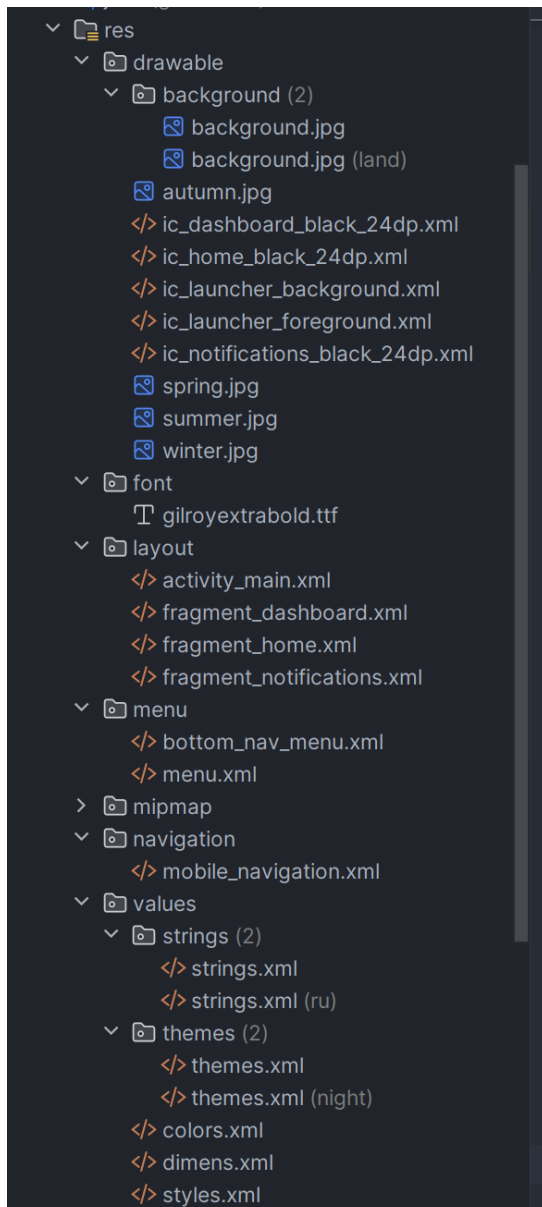 res
drawable
background (2)
background.jpg
background.jpg (land)
autumn.jpg
ic_dashboard_black_24dp.xml
ic_home_black_24dp.xml
ic_launcher_background.xml
ic_launcher_foreground.xml
ic_notifications_black_24dp.xml
spring.jpg
summer.jpg
winter.jpg
font
gilroyextrabold.ttf
layout
activity_main.xml
fragment_dashboard.xml
fragment_home.xml
fragment_notifications.xml
menu
bottom_nav_menu.xml
menu.xml
mipmap
navigation
mobile_navigation.xml
values
strings (2)
strings.xml
strings.xml (ru)
themes (2)
themes.xml
themes.xml (night)
colors.xml
dimens.xml
styles.xml